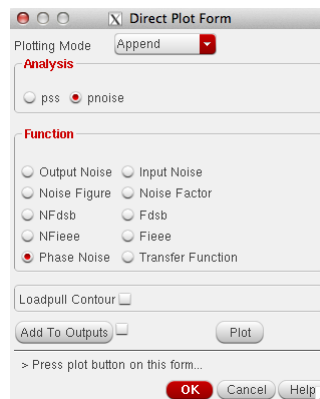 Direct Plot Form
Plotting Mode Append
Analysis
pss pnoise
Function
Output Noise Input Noise
Noise Figure Noise Factor
NFdsb Fdsb
NFieee Fieee
Phase Noise Transfer Function
Loadpull Contour
Add To Outputs Plot
> Press plot button on this form...
OK Cancel Help